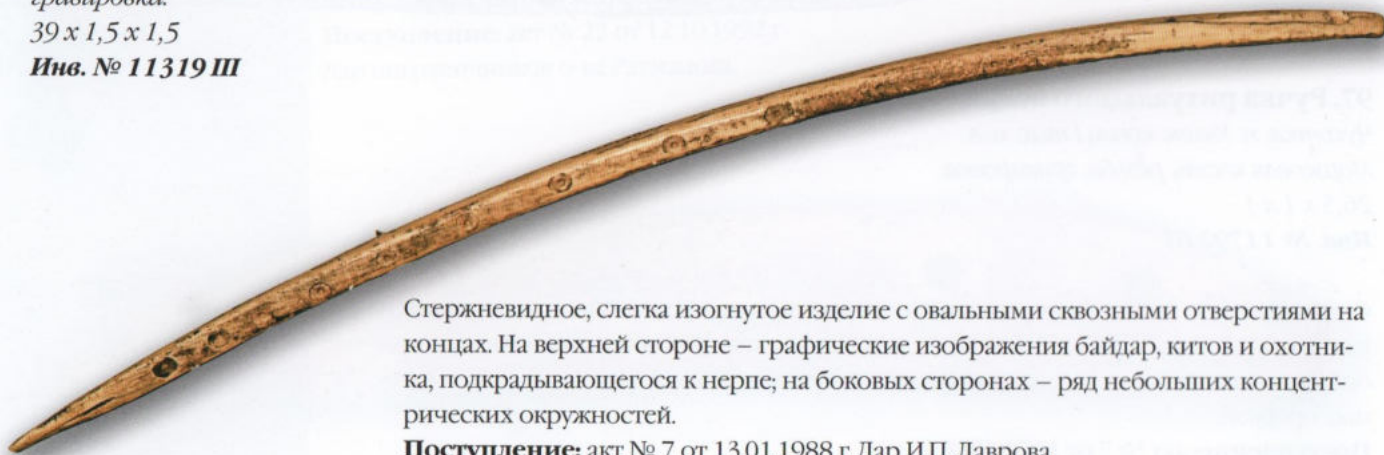 гравировка.
39 x 1,5 x 1,5
Инв. № 11319 III
Стержневидное, слегка изогнутое изделие с овальными сквозными отверстиями на
концах. На верхней стороне – графические изображения байдар, китов и охотни-
ка, подкрадывающегося к нерпе; на боковых сторонах – ряд небольших концент-
рических окружностей.
Поступление: акт № 7 от 13.01.1988 г. Дар И.П. Лаврова.